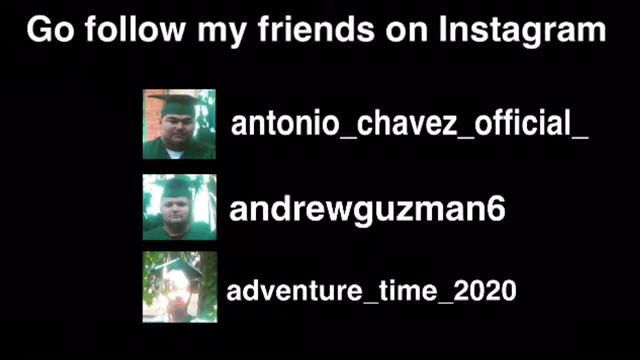 Go follow my friends on Instagram
antonio_chavez_official_
andrewguzman6
adventure_time_2020